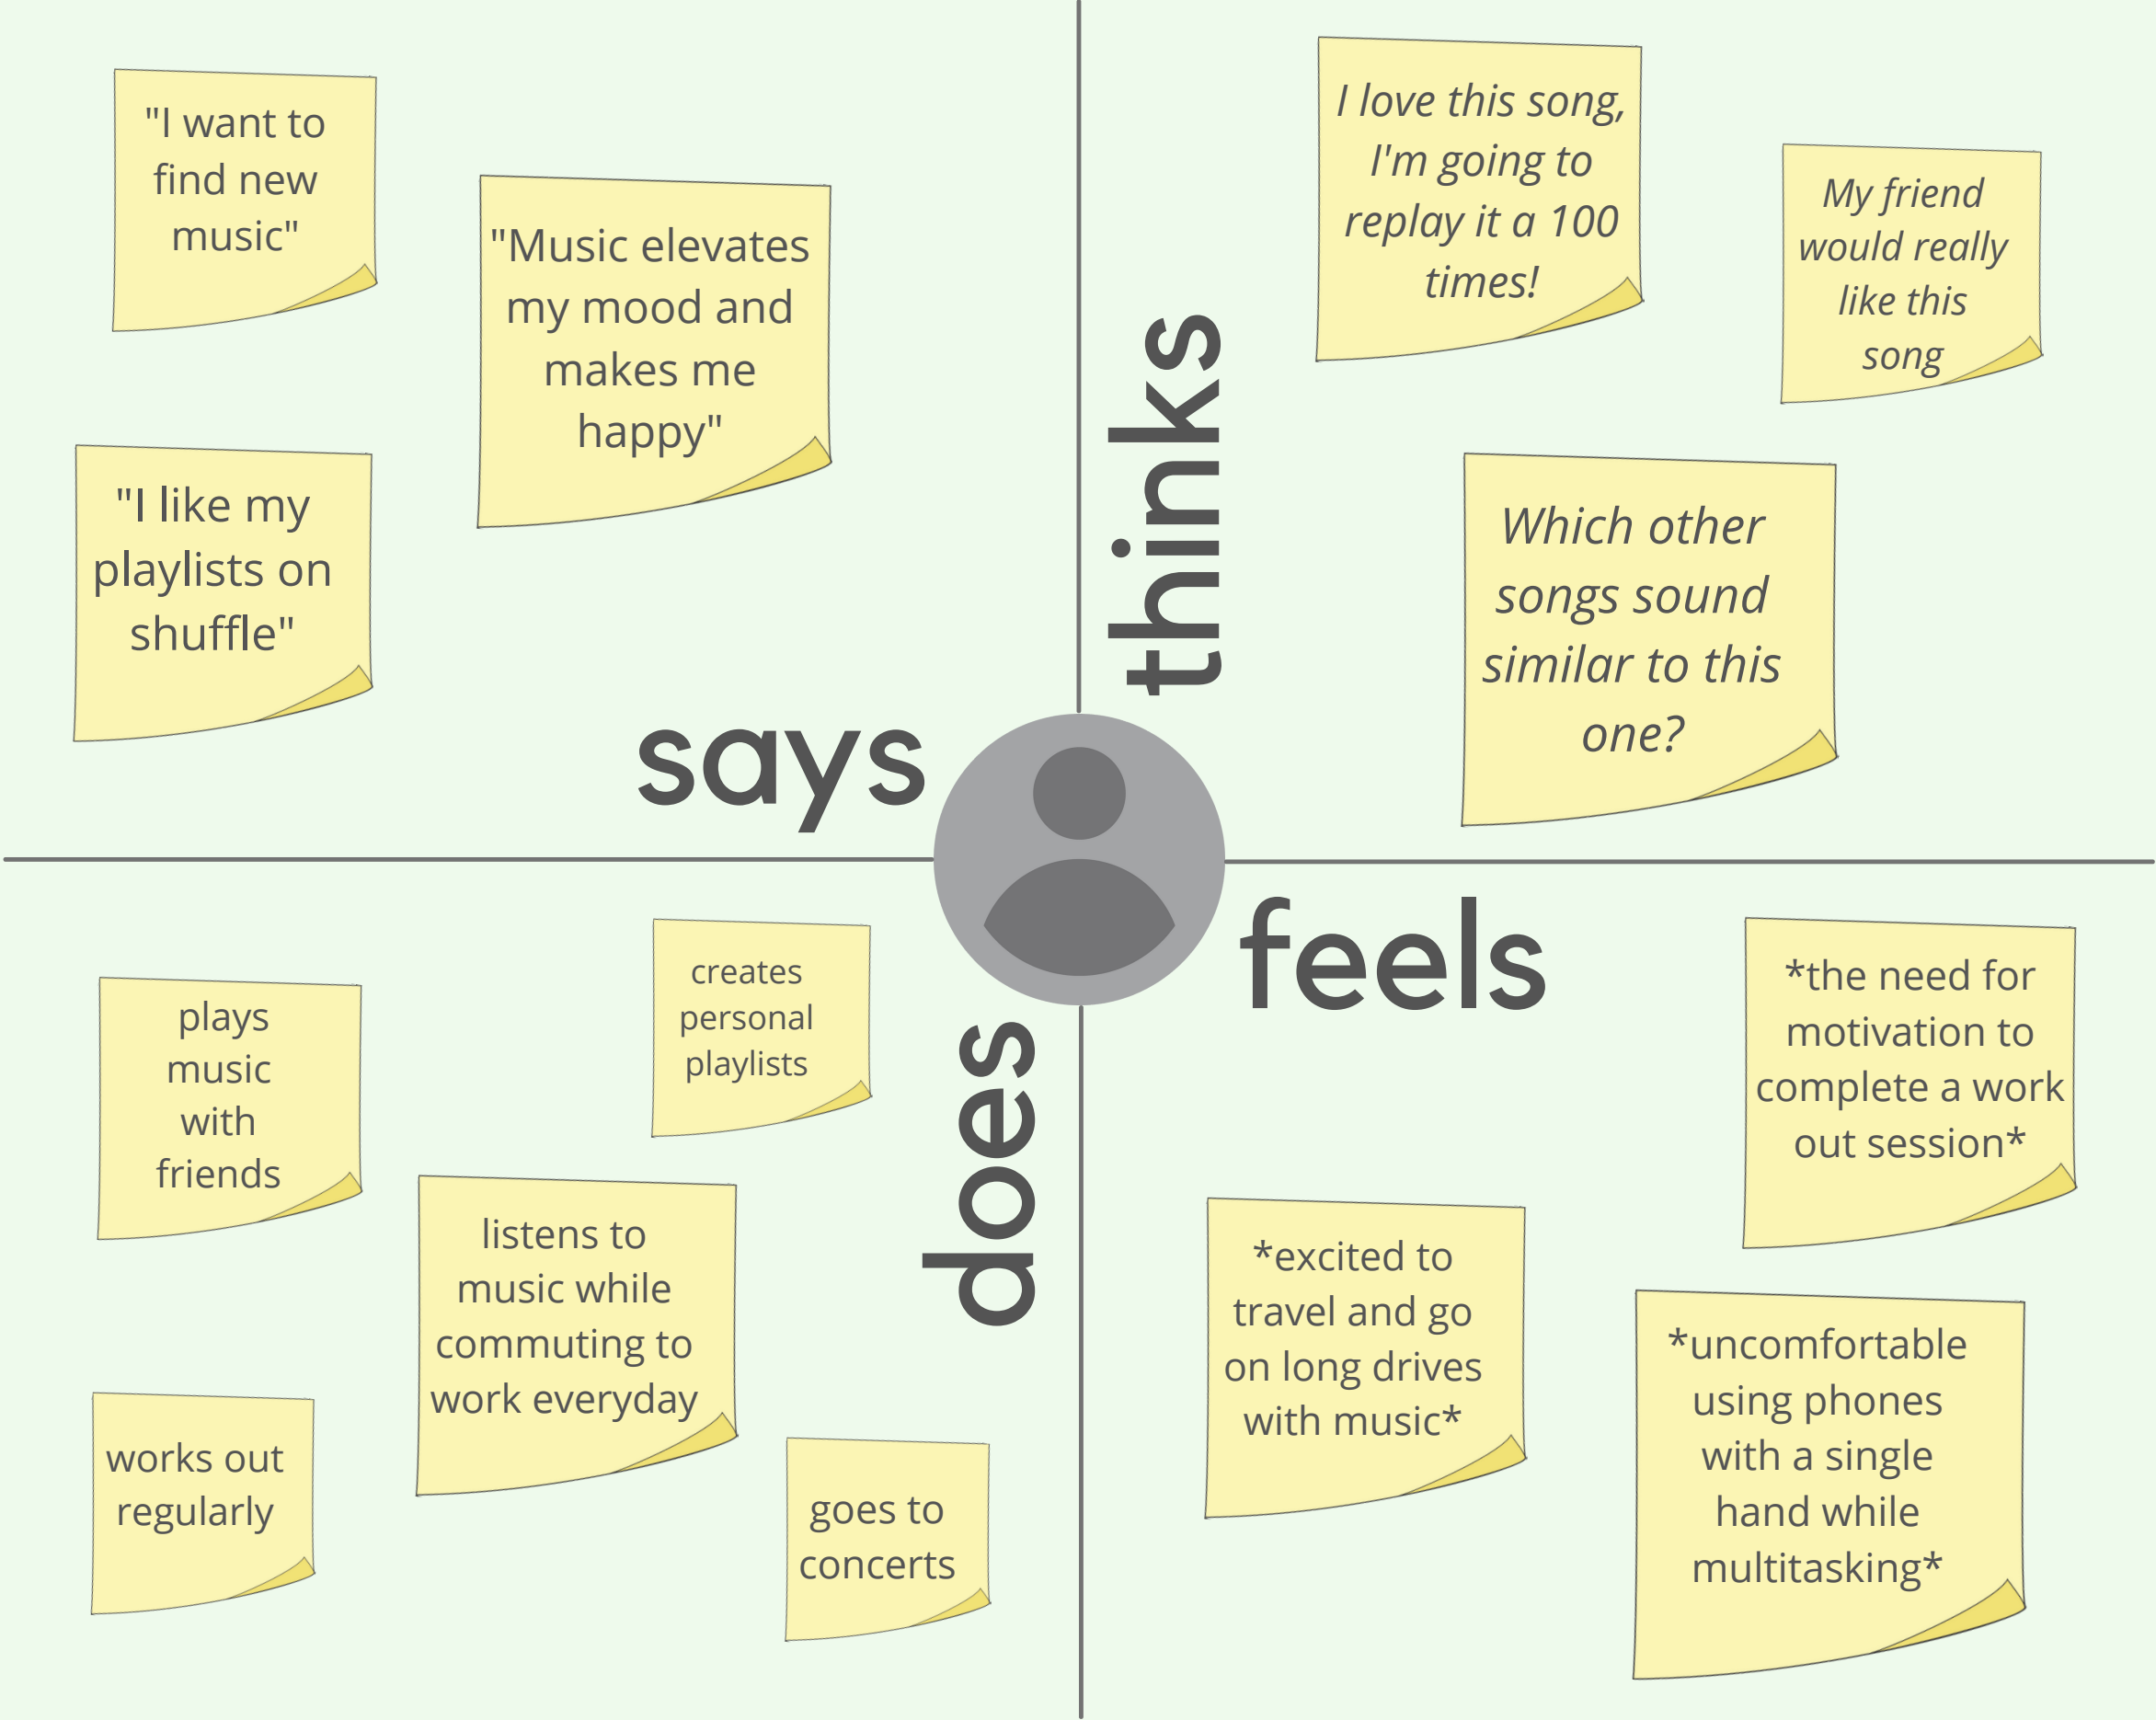 "I want to
find new
music"
"Music elevates
my mood and
makes me
happy"
"I like my
playlists on
shuffle"
says
I love this song,
I'm going to
replay it a 100
times!
My friend
would really
like this
song
Which other
songs sound
similar to this
one?
thinks
plays
music
with
friends
creates
personal
playlists
listens to
music while
commuting to
work everyday
works out
regularly
goes to
concerts
does
feels
*the need for
motivation to
complete a work
out session*
*excited to
travel and go
on long drives
with music*
*uncomfortable
using phones
with a single
hand while
multitasking*